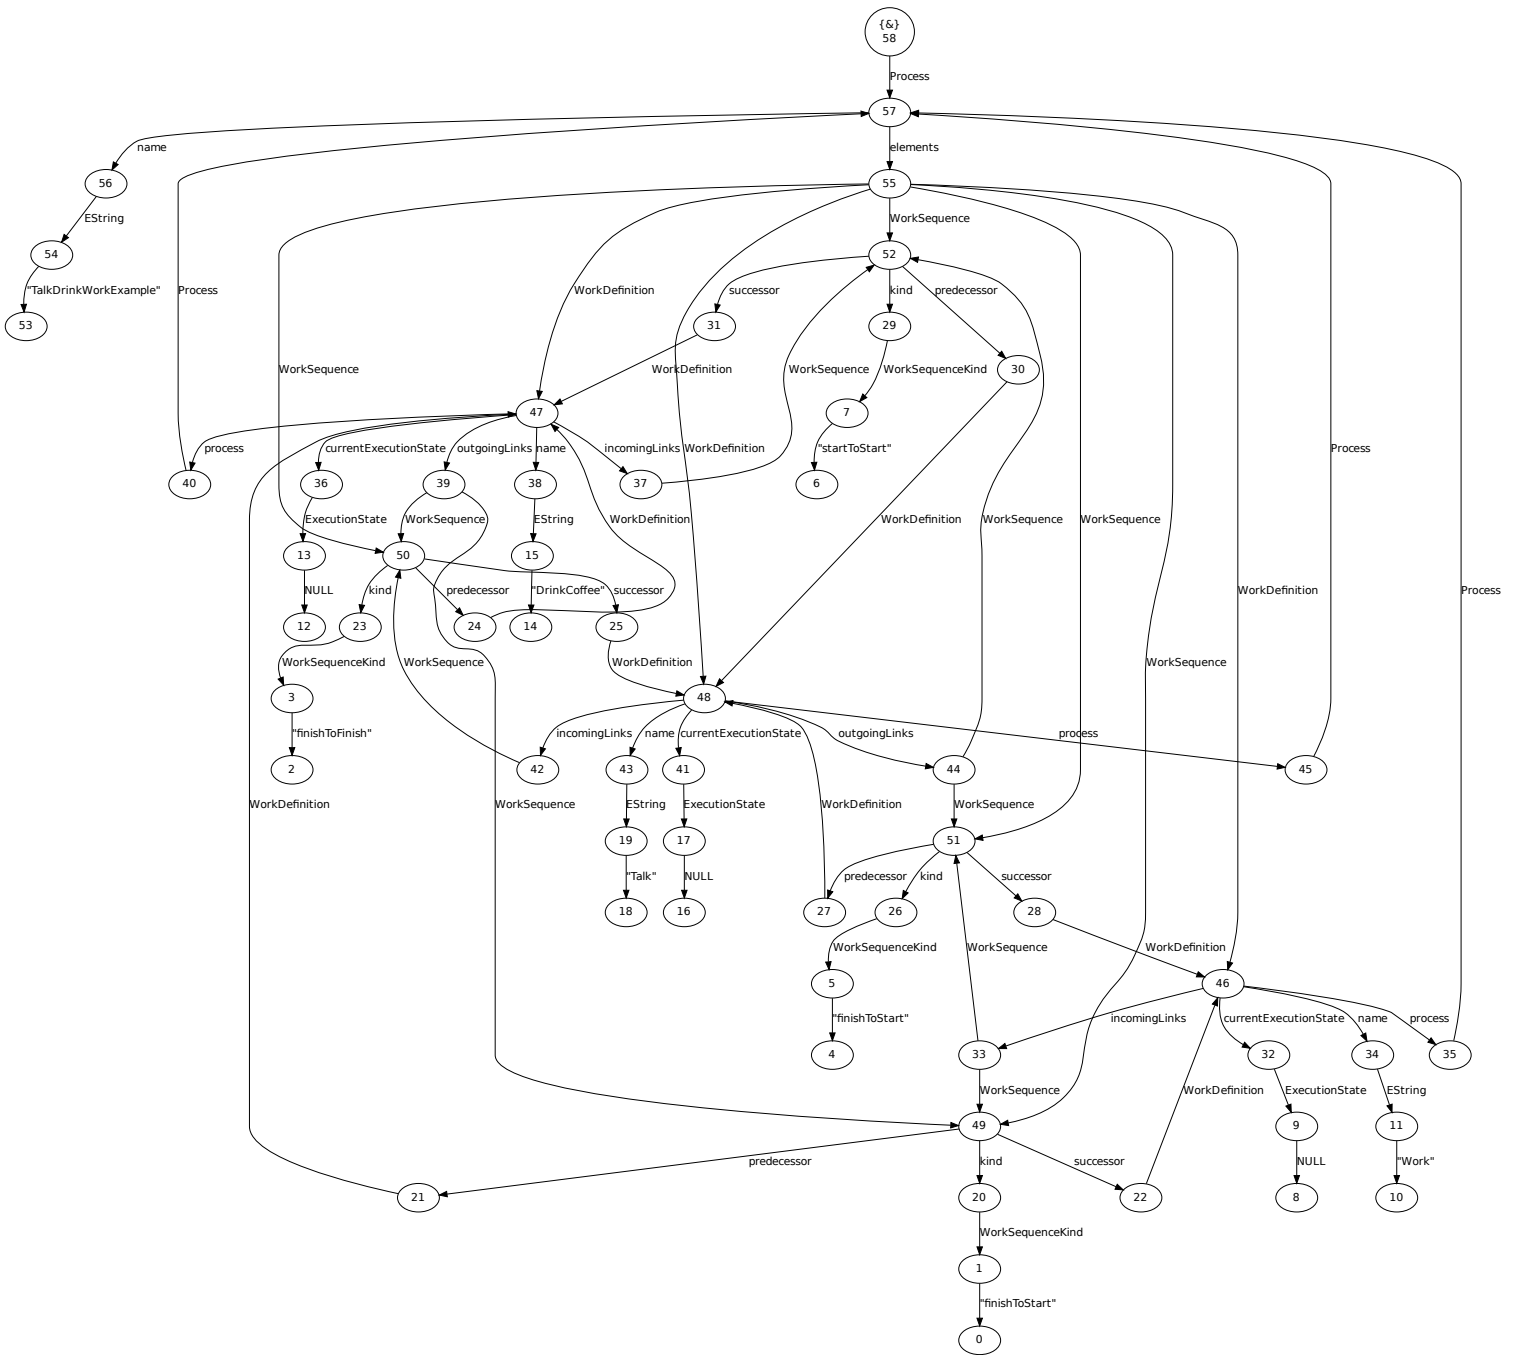 {&}
58
Process
57
name
elements
56
55
EString
WorkSequence
54
52
"TalkDrinkWorkExample"
Process
WorkDefinition
successor
kind
predecessor
53
31
29
30
WorkSequence
WorkDefinition
WorkSequence
WorkSequenceKind
47
7
process
currentExecutionState
outgoingLinks
name
incomingLinks
WorkDefinition
"startToStart"
Process
40
36
39
38
37
6
ExecutionState
WorkSequence
EString
WorkDefinition
WorkDefinition
WorkSequence
WorkSequence
13
50
15
NULL
kind
predecessor
"DrinkCoffee"
successor
WorkDefinition
Process
12
23
24
14
25
WorkSequenceKind
WorkSequence
WorkDefinition
WorkSequence
3
48
"finishToFinish"
incomingLinks
name
currentExecutionState
outgoingLinks
process
2
42
43
41
44
45
WorkDefinition
WorkSequence
EString
ExecutionState
WorkDefinition
WorkSequence
19
17
51
"Talk"
NULL
predecessor
kind
successor
18
16
27
26
28
WorkSequenceKind
WorkSequence
WorkDefinition
5
46
"finishToStart"
incomingLinks
currentExecutionState
name
process
4
33
32
34
35
WorkSequence
WorkDefinition
ExecutionState
EString
49
9
11
predecessor
kind
successor
NULL
"Work"
21
20
22
8
10
WorkSequenceKind
1
"finishToStart"
0